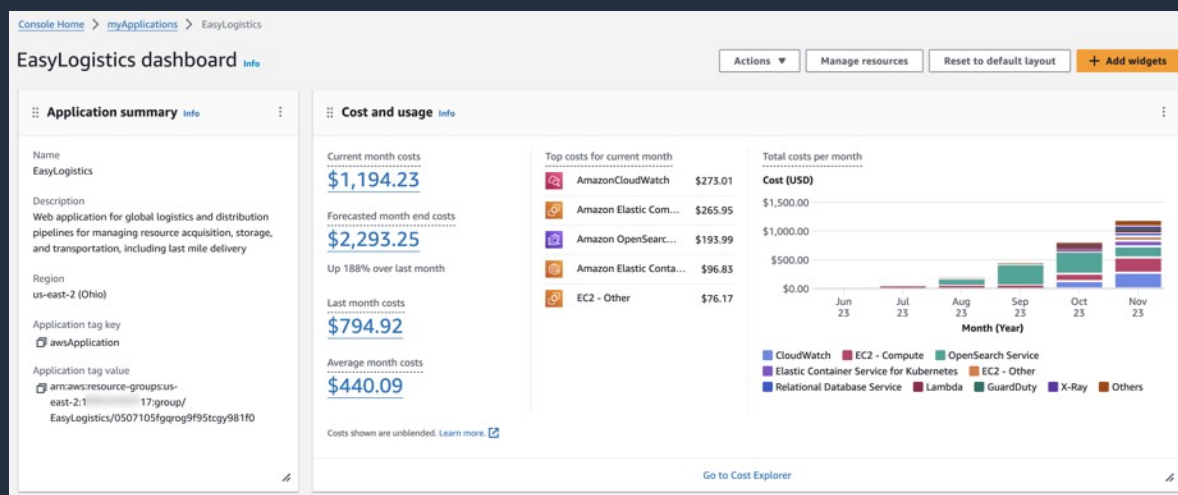 Console Home > myApplications > EasyLogistics
EasyLogistics dashboard Info
Actions ▼
Manage resources
Reset to default layout
+ Add widgets
Application summary Info
Name
EasyLogistics
Description
Web application for global logistics and distribution
pipelines for managing resource acquisition, storage,
and transportation, including last mile delivery
Region
us-east-2 (Ohio)
Application tag key
awsApplication
Application tag value
arn:aws:resource-groups:us-
east-2:1 17:group/
EasyLogistics/0507105fgqrog9f95tcgy981f0
Cost and usage Info
Current month costs
$1,194.23
Forecasted month end costs
$2,293.25
Up 188% over last month
Last month costs
$794.92
Average month costs
$440.09
Costs shown are unblended. Learn more.
Top costs for current month
AmazonCloudWatch $273.01
Amazon Elastic Com... $265.95
Amazon OpenSearc... $193.99
Amazon Elastic Conta... $96.83
EC2 - Other $76.17
Total costs per month
Cost (USD)
$1,500.00
$1,000.00
$500.00
$0.00
Jun Jul Aug Sep Oct Nov
23 23 23 23 23 23
Month (Year)
CloudWatch EC2 - Compute OpenSearch Service
Elastic Container Service for Kubernetes EC2 - Other
Relational Database Service Lambda GuardDuty X-Ray Others
Go to Cost Explorer